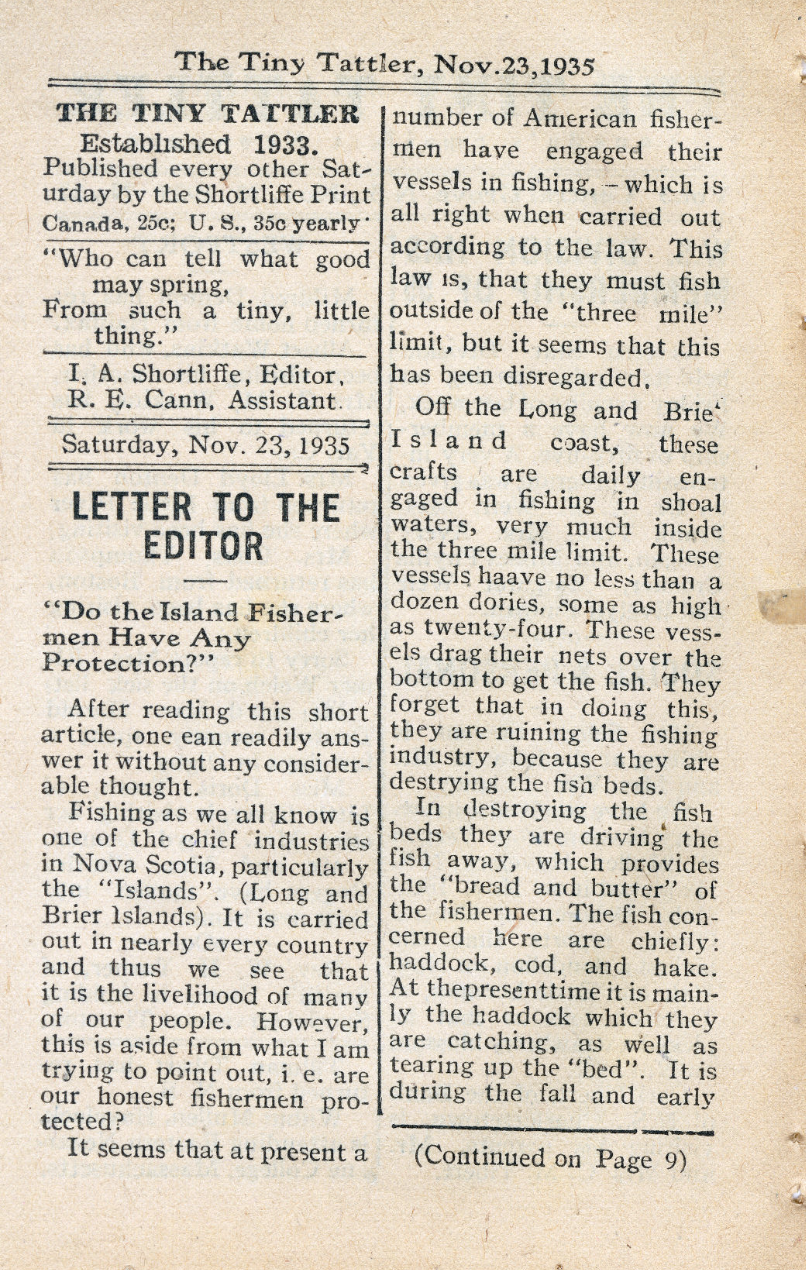 The Tiny Tattler, Nov.23,1935
THE TINY TATTLER
Established 1933.
Published every other Sat-
urday by the Shortliffe Print
Canada, 25c; U. S., 35c yearly·
"Who can tell what good
may spring,
From such a tiny, little
thing."
I. A. Shortliffe, Editor,
R. E. Cann, Assistant.
Saturday, Nov. 23, 1935
LETTER TO THE
EDITOR
"Do the Island Fisher-
men Have Any
Protection?"
After reading this short
article, one ean readily ans-
wer it without any consider-
able thought.
Fishing as we all know is
one of the chief industries
in Nova Scotia, particularly
the "Islands". (Long and
Brier Islands). It is carried
out in nearly every country
and thus we see that
it is the livelihood of many
of our people. However,
this is aside from what I am
trying to point out, i. e. are
our honest fishermen pro-
tected?
It seems that at present a
number of American fisher-
men have engaged their
vessels in fishing, – which is
all right when carried out
according to the law. This
law is, that they must fish
outside of the "three mile"
limit, but it seems that this
has been disregarded,
Off the Long and Brie‘
Island coast, these
crafts are daily en-
gaged in fishing in shoal
waters, very much inside
the three mile limit. These
vessels haave no less than a
dozen dories, some as high
as twenty-four. These vess-
els drag their nets over the
bottom to get the fish. They
forget that in doing this,
they are ruining the fishing
industry, because they are
destrying the fish beds.
In destroying the fish
beds they are driving the
fish away, which provides
the "bread and butter" of
the fishermen. The fish con-
cerned here are chiefly:
haddock, cod, and hake.
At thepresenttime it is main-
ly the haddock which they
are catching, as well as
tearing up the "bed". It is
during the fall and early
(Continued on Page 9)